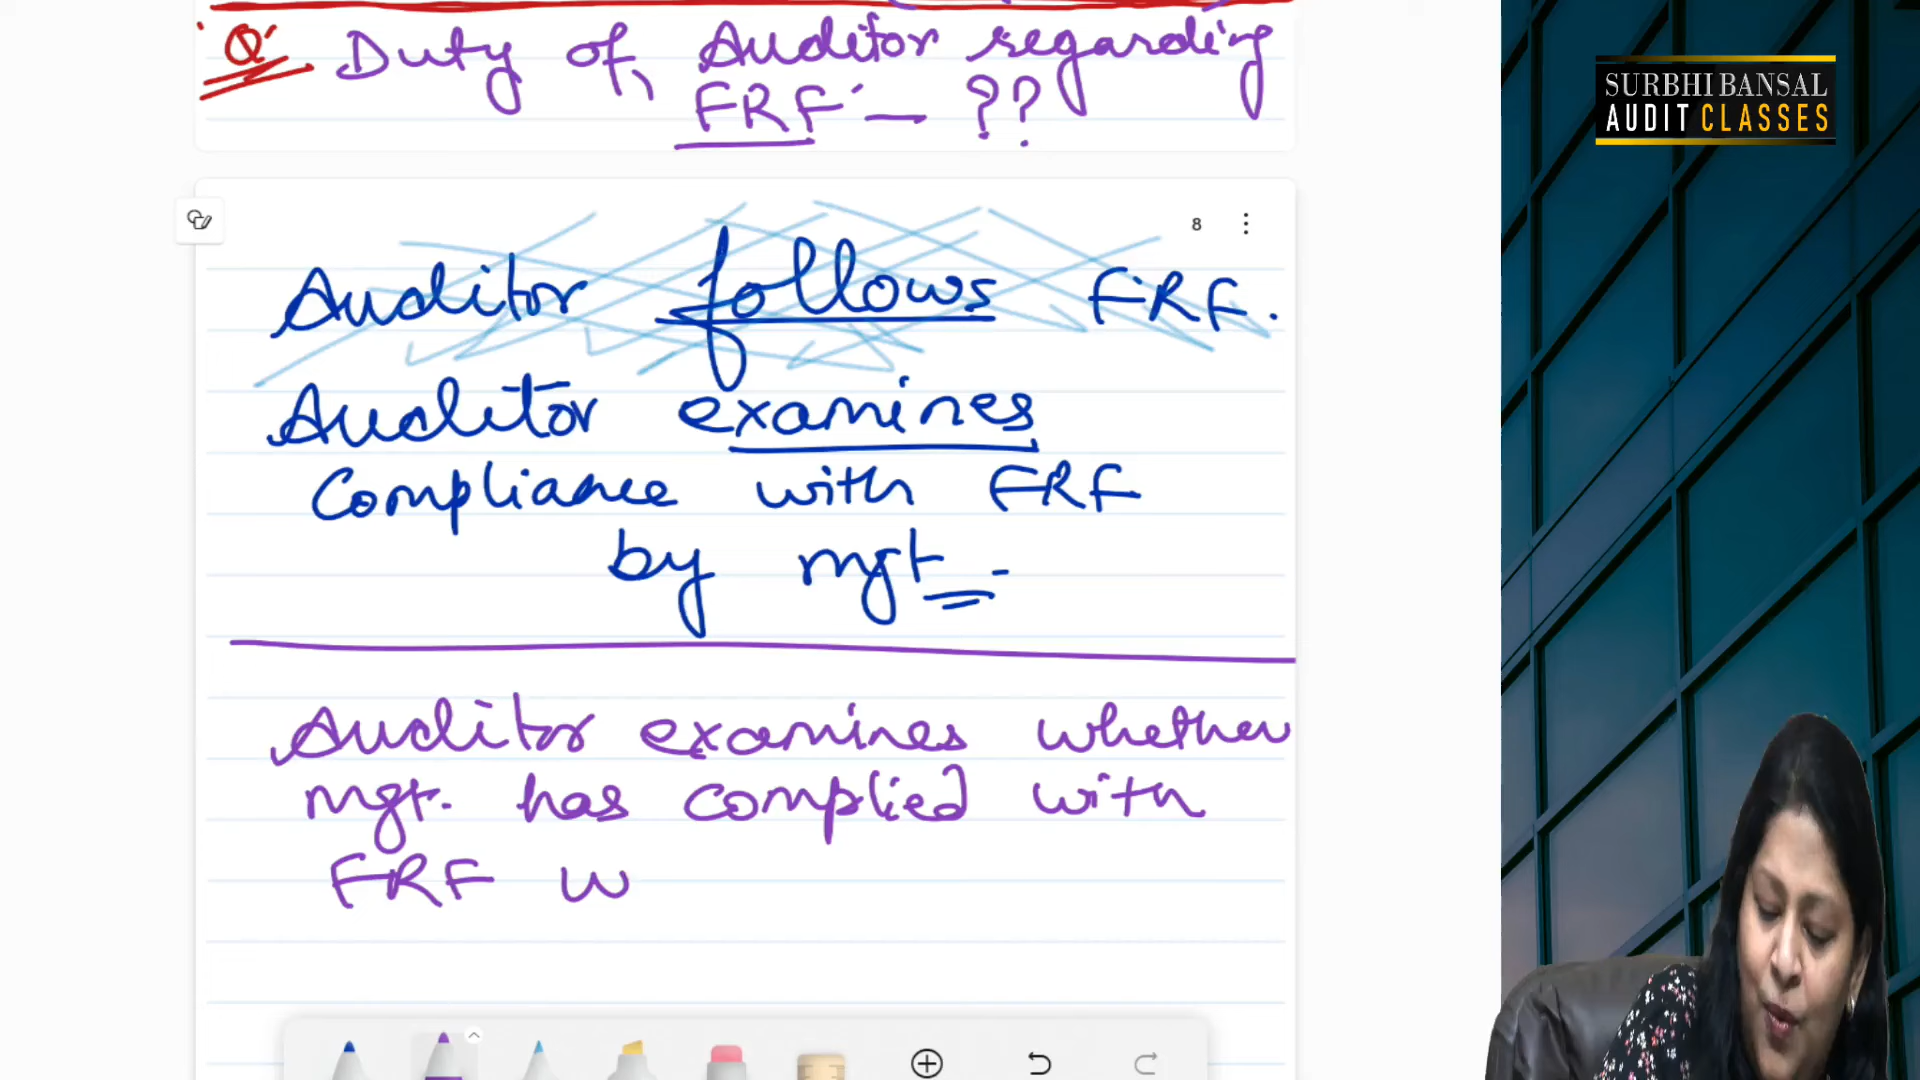 Q' Duty of Auditor regarding
FRF - ??
8
Auditor follows FRF.
Auditor examines
Compliance with FRF
by mgt
Auditor examines whether
mgt. has complied with
FRF w
SURBHI BANSAL
AUDIT CLASSES